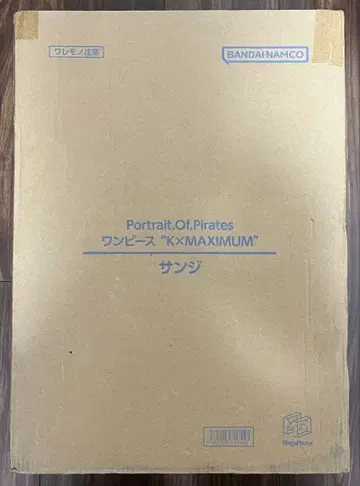 ワレモノ注意
BANDAI NAMCO
Portrait.Of.Pirates
ワンピース "K×MAXIMUM"
サンジ
MegaHouse